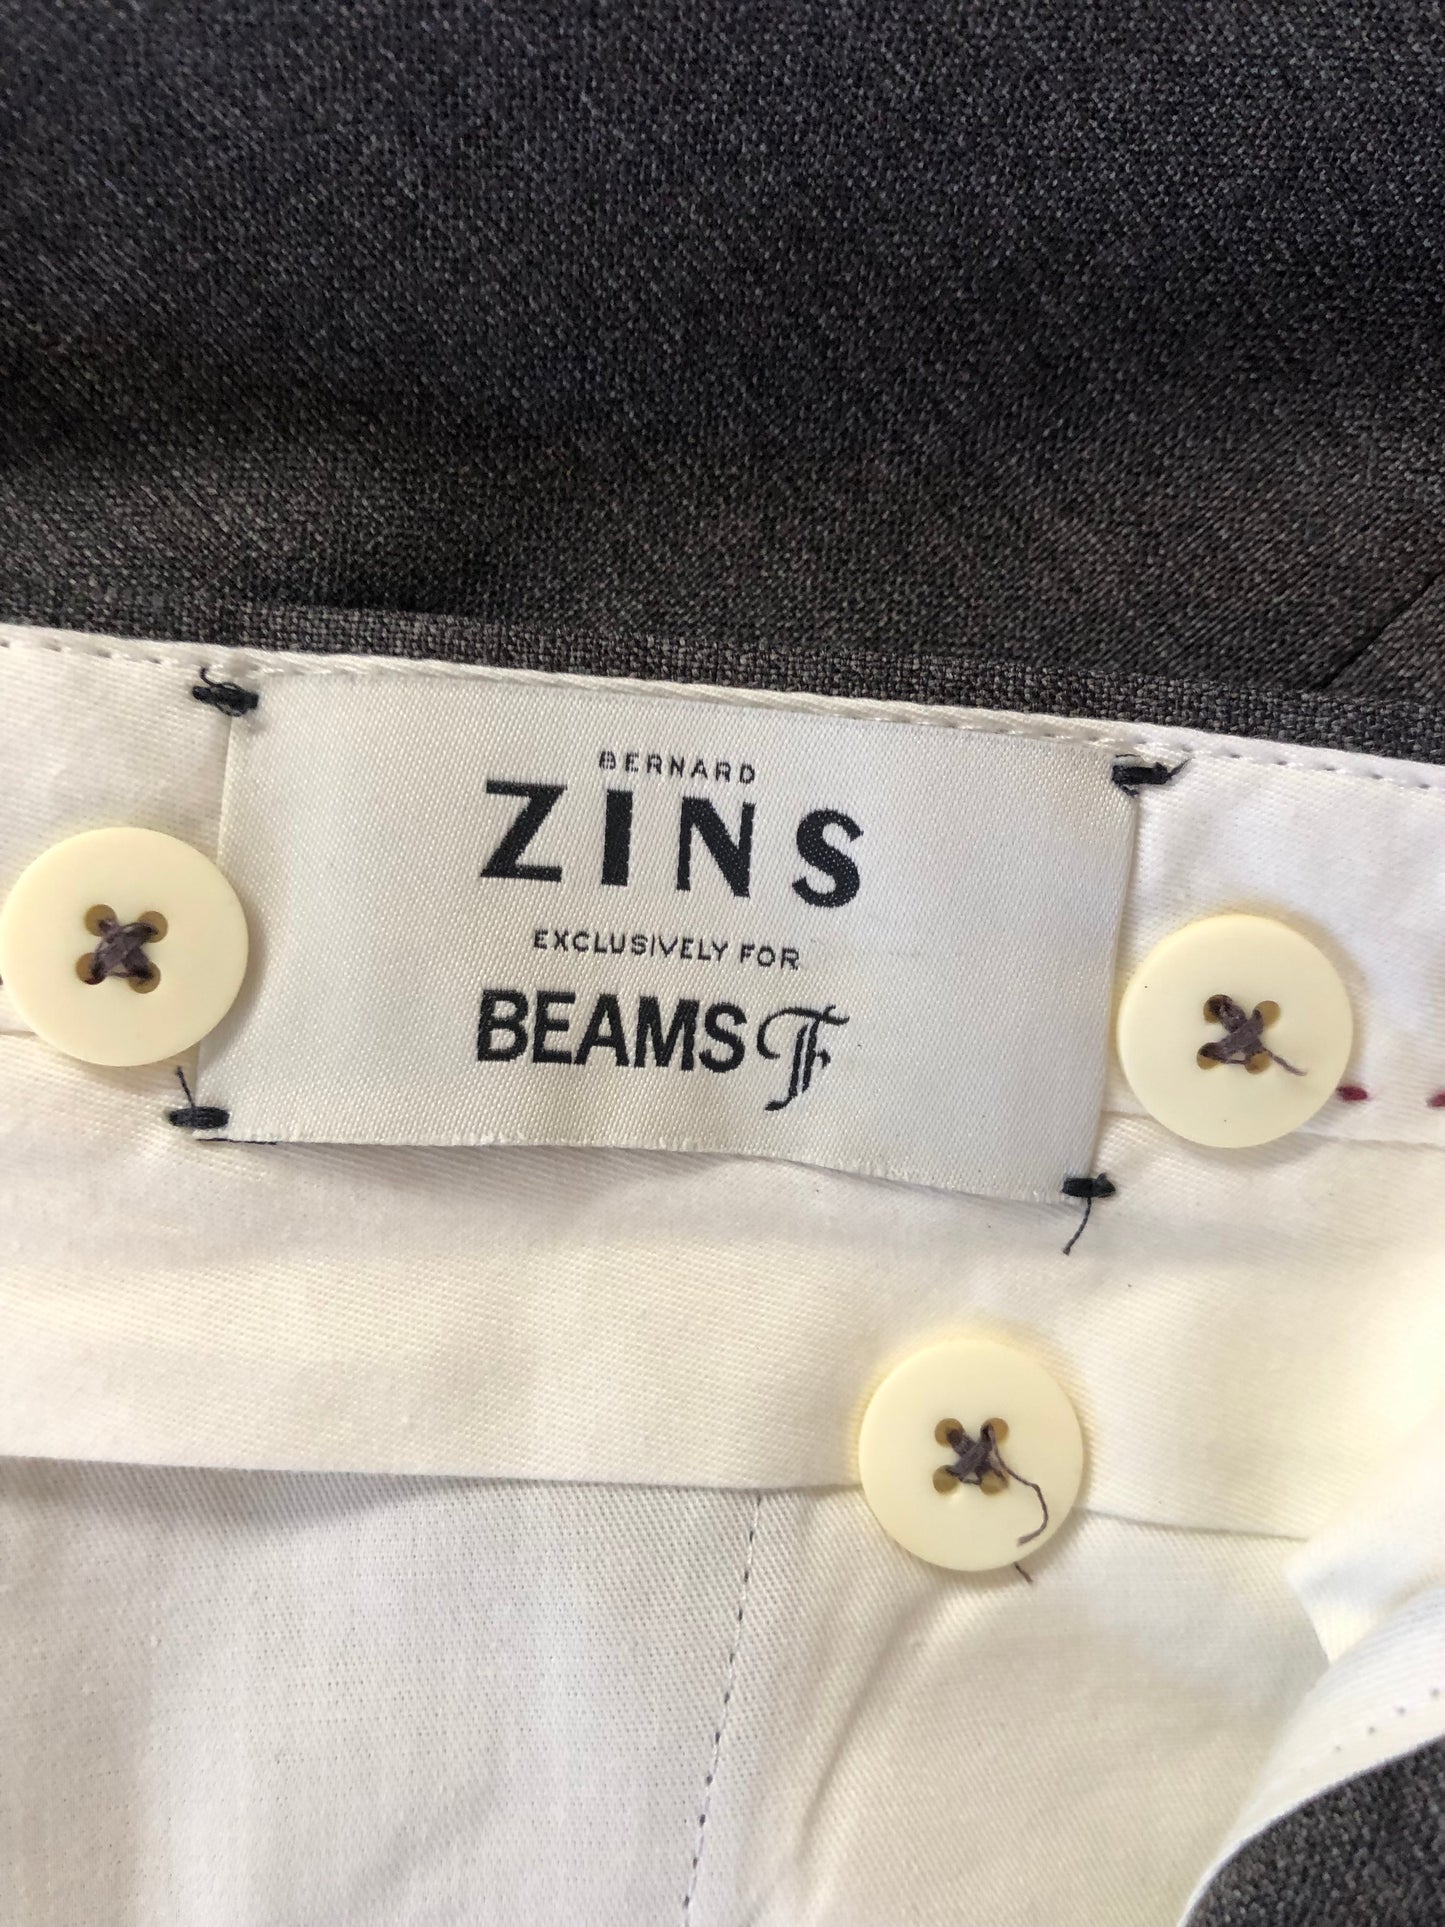 BERNARD
ZINS
EXCLUSIVELY FOR
BEAMS F